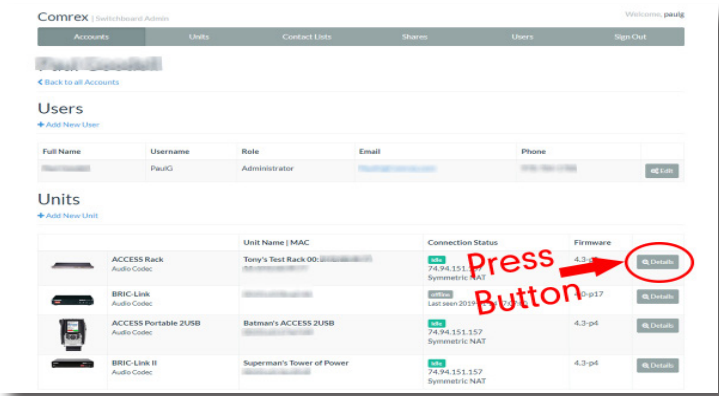 Comrex | Switchboard Admin
Welcome, paulg
Accounts Units Contact Lists Shares Users Sign Out
Back to all Accounts
Users
+ Add New User
Full Name Username Role Email Phone
PaulG Administrator Edit
Units
+ Add New Unit
Unit Name | MAC Connection Status Firmware
ACCESS Rack Tony's Test Rack 00: Idle 4.3-p Details
Audio Codec 74.94.151.
Symmetric NAT
Press
Button
BRIC-Link offline 0-p17 Details
Audio Codec Last seen 2019-
ACCESS Portable 2USB Batman's ACCESS 2USB Idle 4.3-p4 Details
Audio Codec 74.94.151.157
Symmetric NAT
BRIC-Link II Superman's Tower of Power Idle 4.3-p4 Details
Audio Codec 74.94.151.157
Symmetric NAT